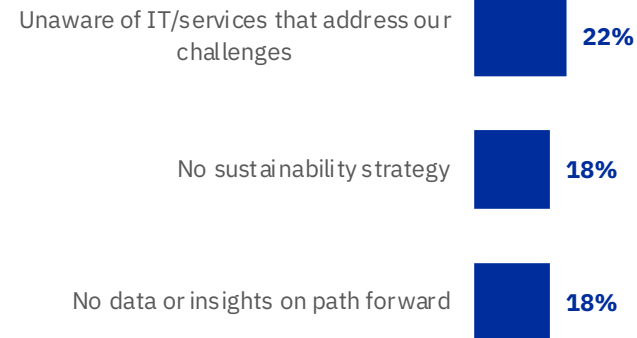 Unaware of IT/services that address our
challenges
22%
No sustainability strategy
18%
No data or insights on path forward
18%